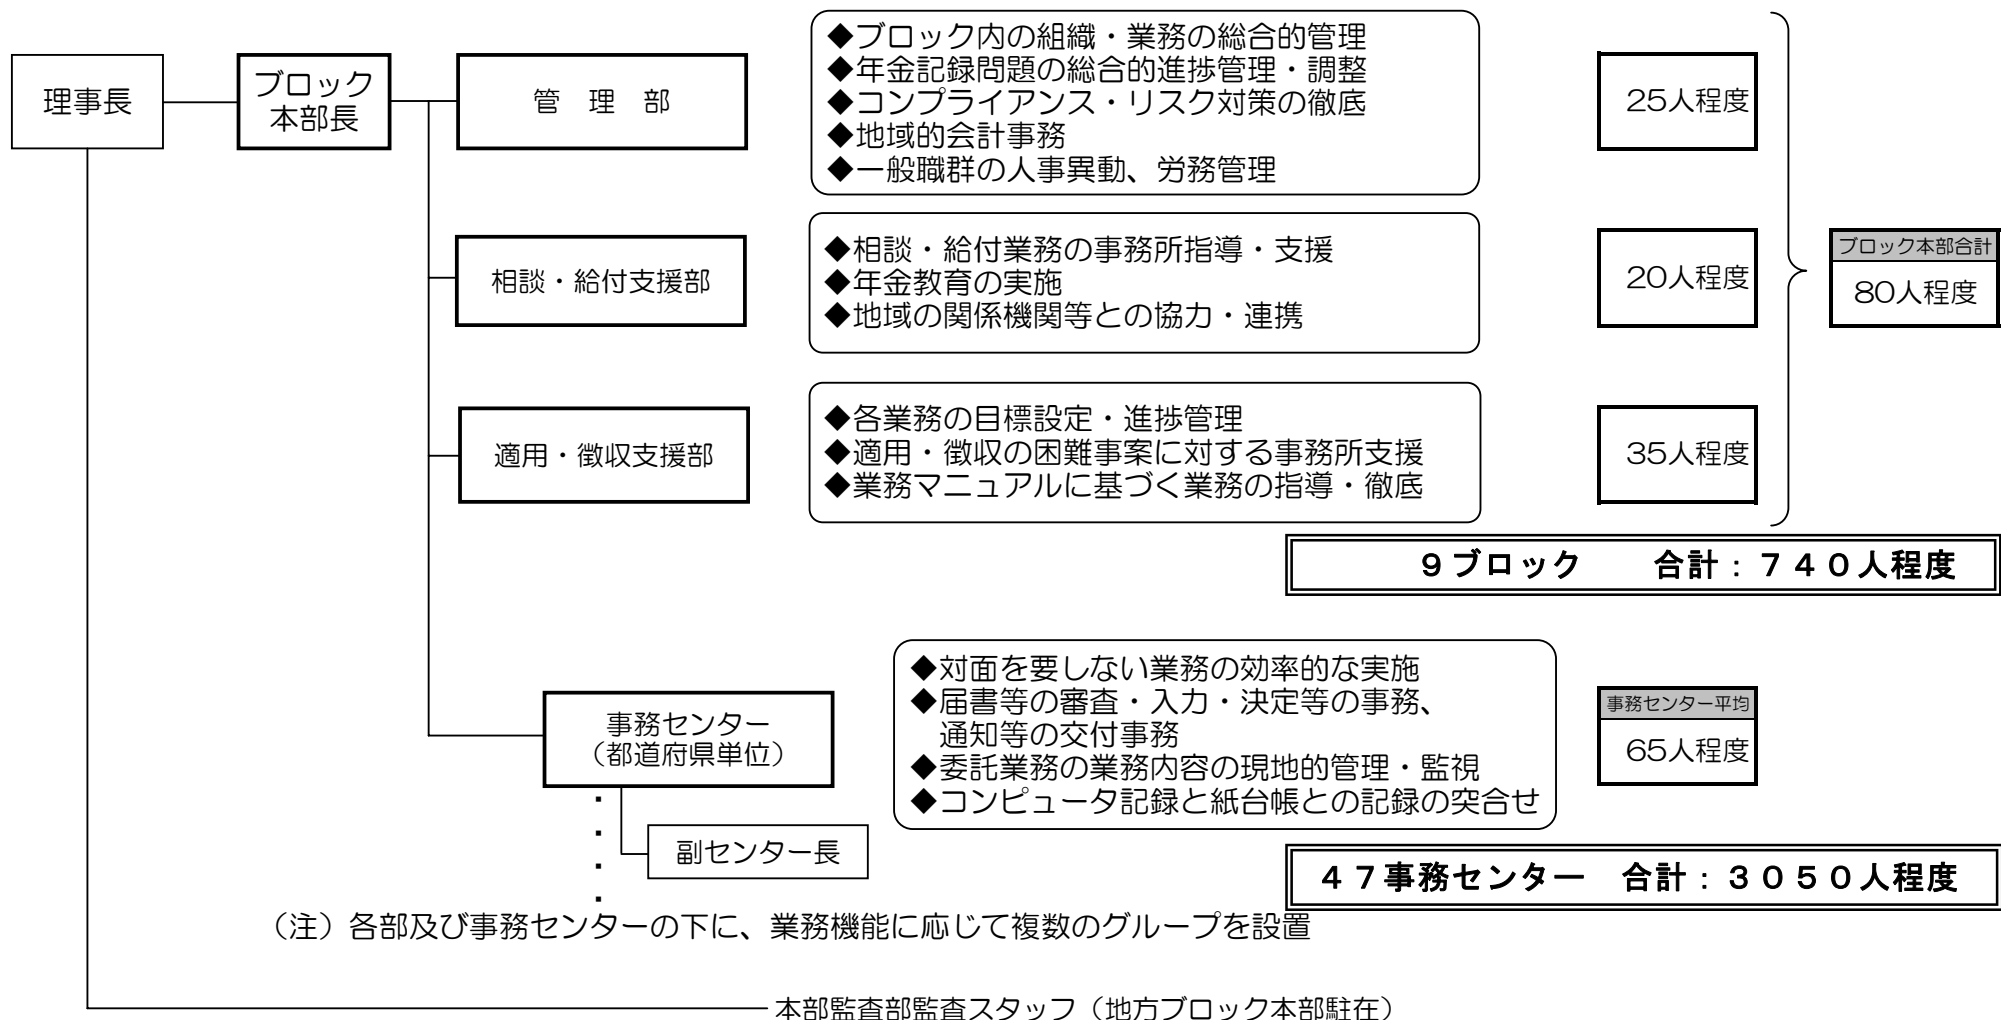 理事長
ブロック
本部長
管　理　部
◆ブロック内の組織・業務の総合的管理
◆年金記録問題の総合的進捗管理・調整
◆コンプライアンス・リスク対策の徹底
◆地域的会計事務
◆一般職群の人事異動、労務管理
25人程度
相談・給付支援部
◆相談・給付業務の事務所指導・支援
◆年金教育の実施
◆地域の関係機関等との協力・連携
20人程度
ブロック本部合計
80人程度
適用・徴収支援部
◆各業務の目標設定・進捗管理
◆適用・徴収の困難事案に対する事務所支援
◆業務マニュアルに基づく業務の指導・徹底
35人程度
９ブロック　　合計：７４０人程度
事務センター
（都道府県単位）
◆対面を要しない業務の効率的な実施
◆届書等の審査・入力・決定等の事務、
通知等の交付事務
◆委託業務の業務内容の現地的管理・監視
◆コンピュータ記録と紙台帳との記録の突合せ
事務センター平均
65人程度
副センター長
４７事務センター　合計：３０５０人程度
（注）各部及び事務センターの下に、業務機能に応じて複数のグループを設置
本部監査部監査スタッフ（地方ブロック本部駐在）